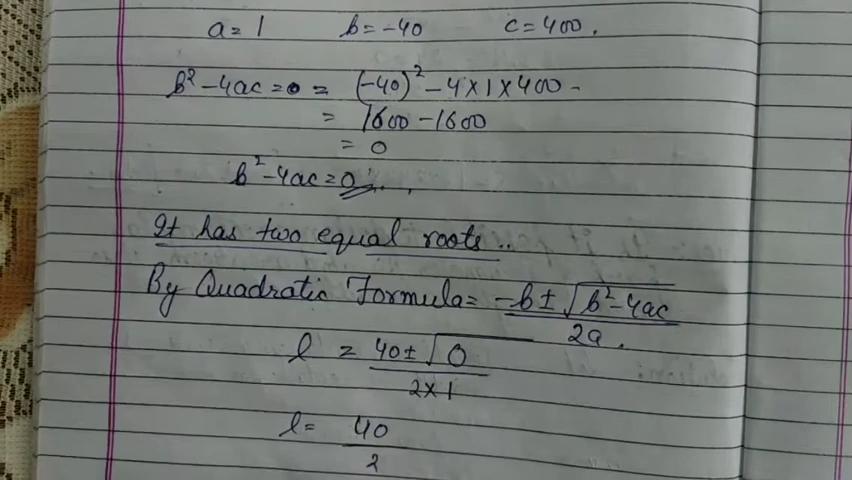 a = 1 b = -40 c = 400.
b² - 4ac = 0 = (-40)² - 4 × 1 × 400 -
= 1600 - 1600
= 0
b² - 4ac = 0
It has two equal roots..
By Quadratic Formula = -b ± √b² - 4ac
2a.
l = 40 ± √0
2 × 1
l = 40
2